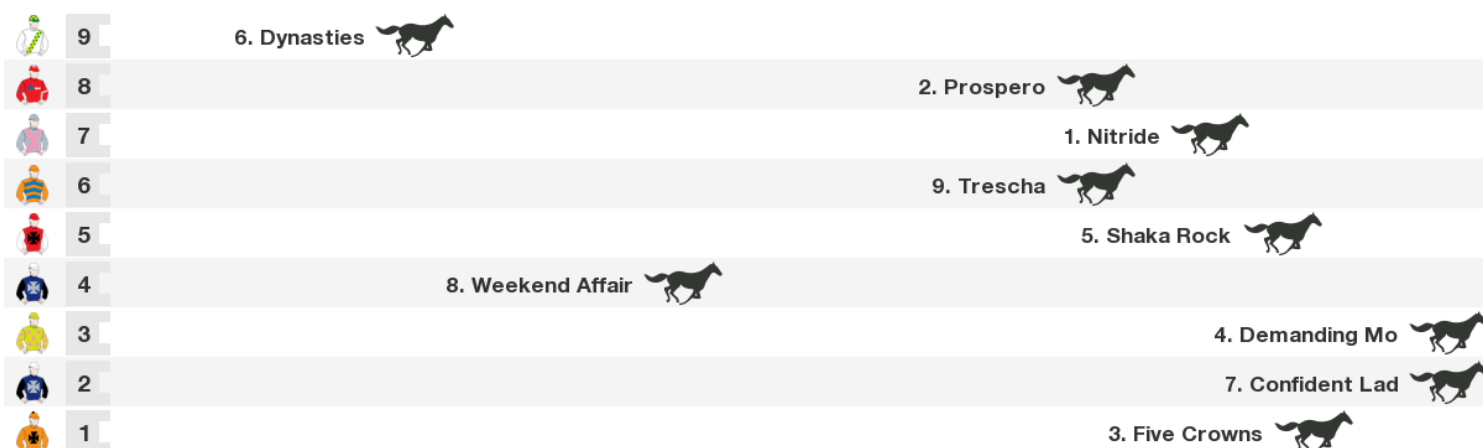 9 6. Dynasties
8 2. Prospero
7 1. Nitride
6 9. Trescha
5 5. Shaka Rock
4 8. Weekend Affair
3 4. Demanding Mo
2 7. Confident Lad
1 3. Five Crowns